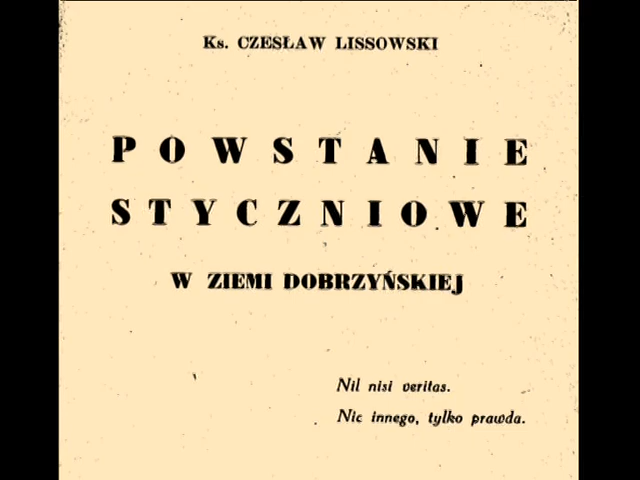 Ks. CZESŁAW LISSOWSKI
POWSTANIE
STYCZNIOWE
W ZIEMI DOBRZYŃSKIEJ
Nil nisi veritas.
Nic innego, tylko prawda.